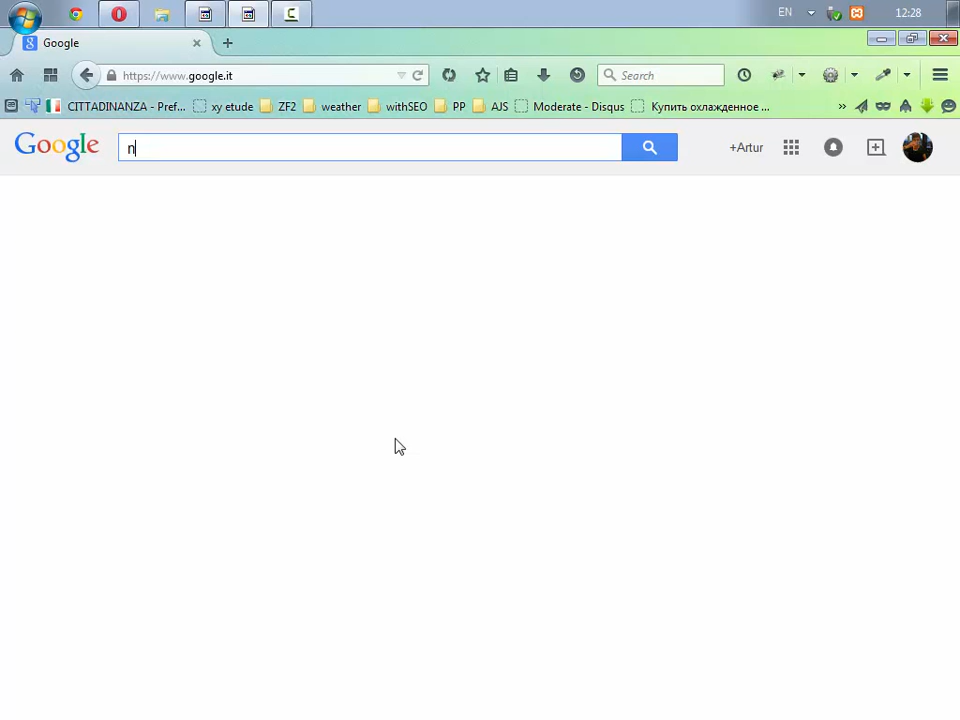 EN 12:28
Google
https://www.google.it Search
CITTADINANZA - Pref... xy etude ZF2 weather withSEO PP AJS Moderate - Disqus Купить охлажденное ... »
Google n +Artur